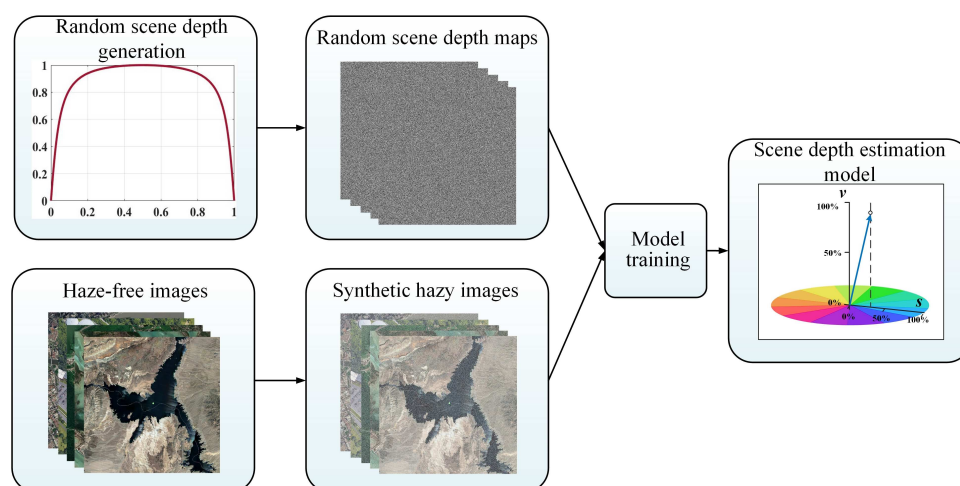 Random scene depth
generation
1
0.8
0.6
0.4
0.2
0
0 0.2 0.4 0.6 0.8 1
Random scene depth maps
Haze-free images
Synthetic hazy images
Model
training
Scene depth estimation
model
v
100%
50%
0%
0% 50% 100%
S